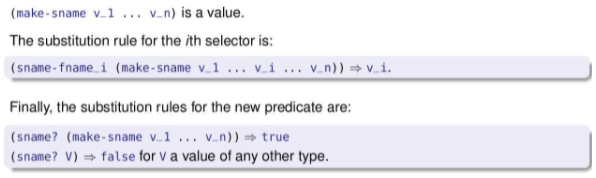 (make-sname v_1 ... v_n) is a value.
The substitution rule for the ith selector is:
(sname-fname_i (make-sname v_1 ... v_i ... v_n)) ⇒ v_i.
Finally, the substitution rules for the new predicate are:
(sname? (make-sname v_1 ... v_n)) ⇒ true
(sname? V) ⇒ false for V a value of any other type.